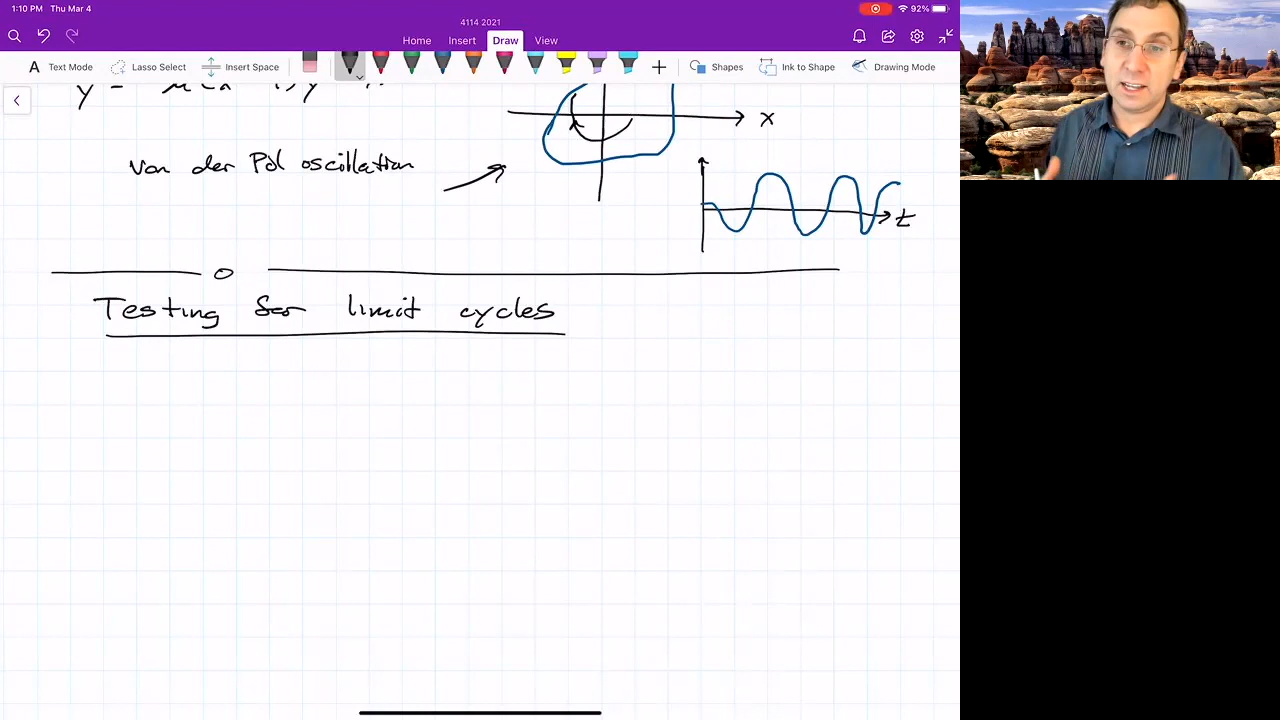 1:10 PM Thu Mar 4
92%
4114 2021
Home Insert Draw View
Text Mode Lasso Select Insert Space Shapes Ink to Shape Drawing Mode
x
Von der Pol oscillation
t
Testing for limit cycles